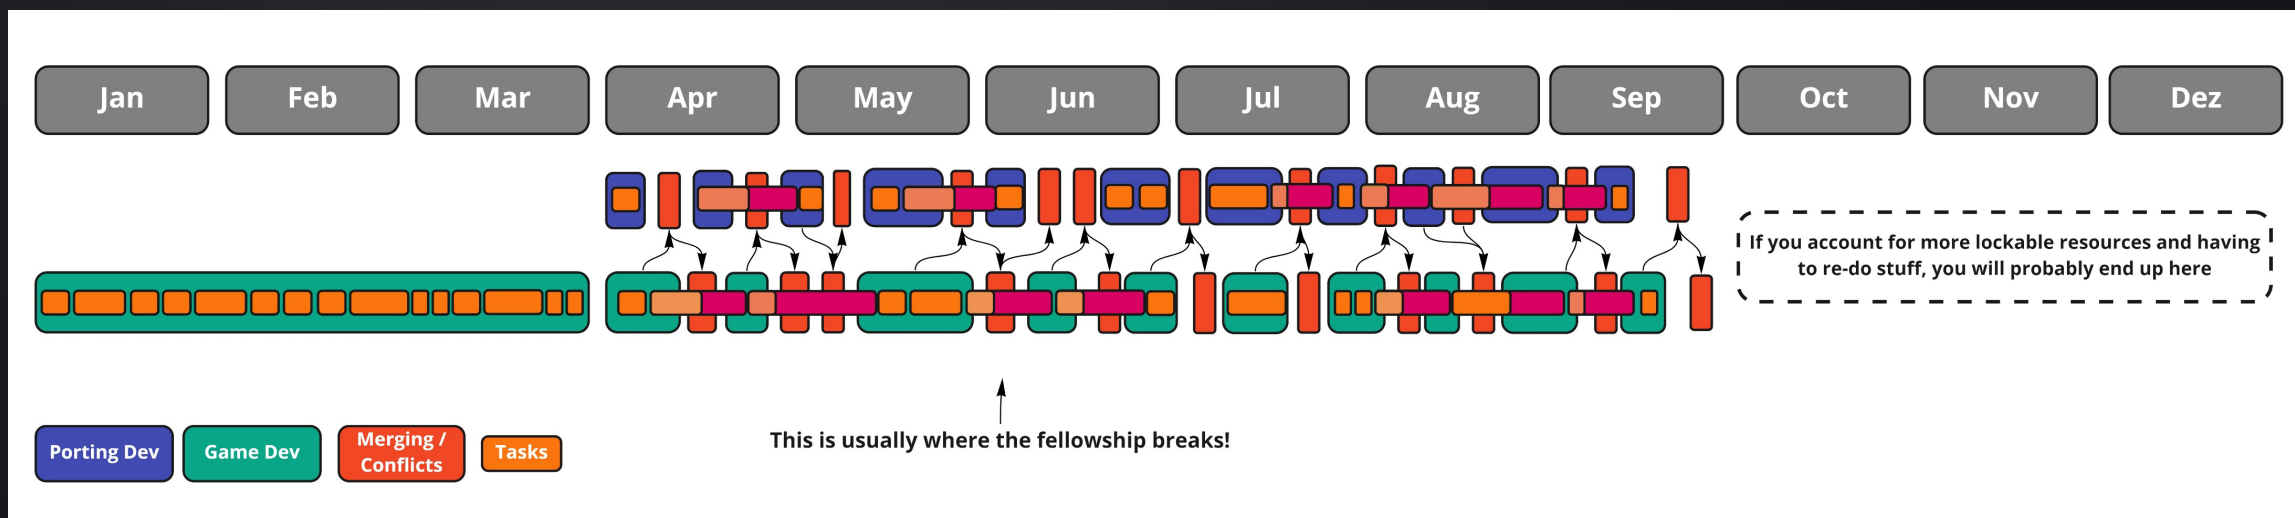 Jan
Feb
Mar
Apr
May
Jun
Jul
Aug
Sep
Oct
Nov
Dez
If you account for more lockable resources and having
to re-do stuff, you will probably end up here
This is usually where the fellowship breaks!
Porting Dev
Game Dev
Merging /
Conflicts
Tasks